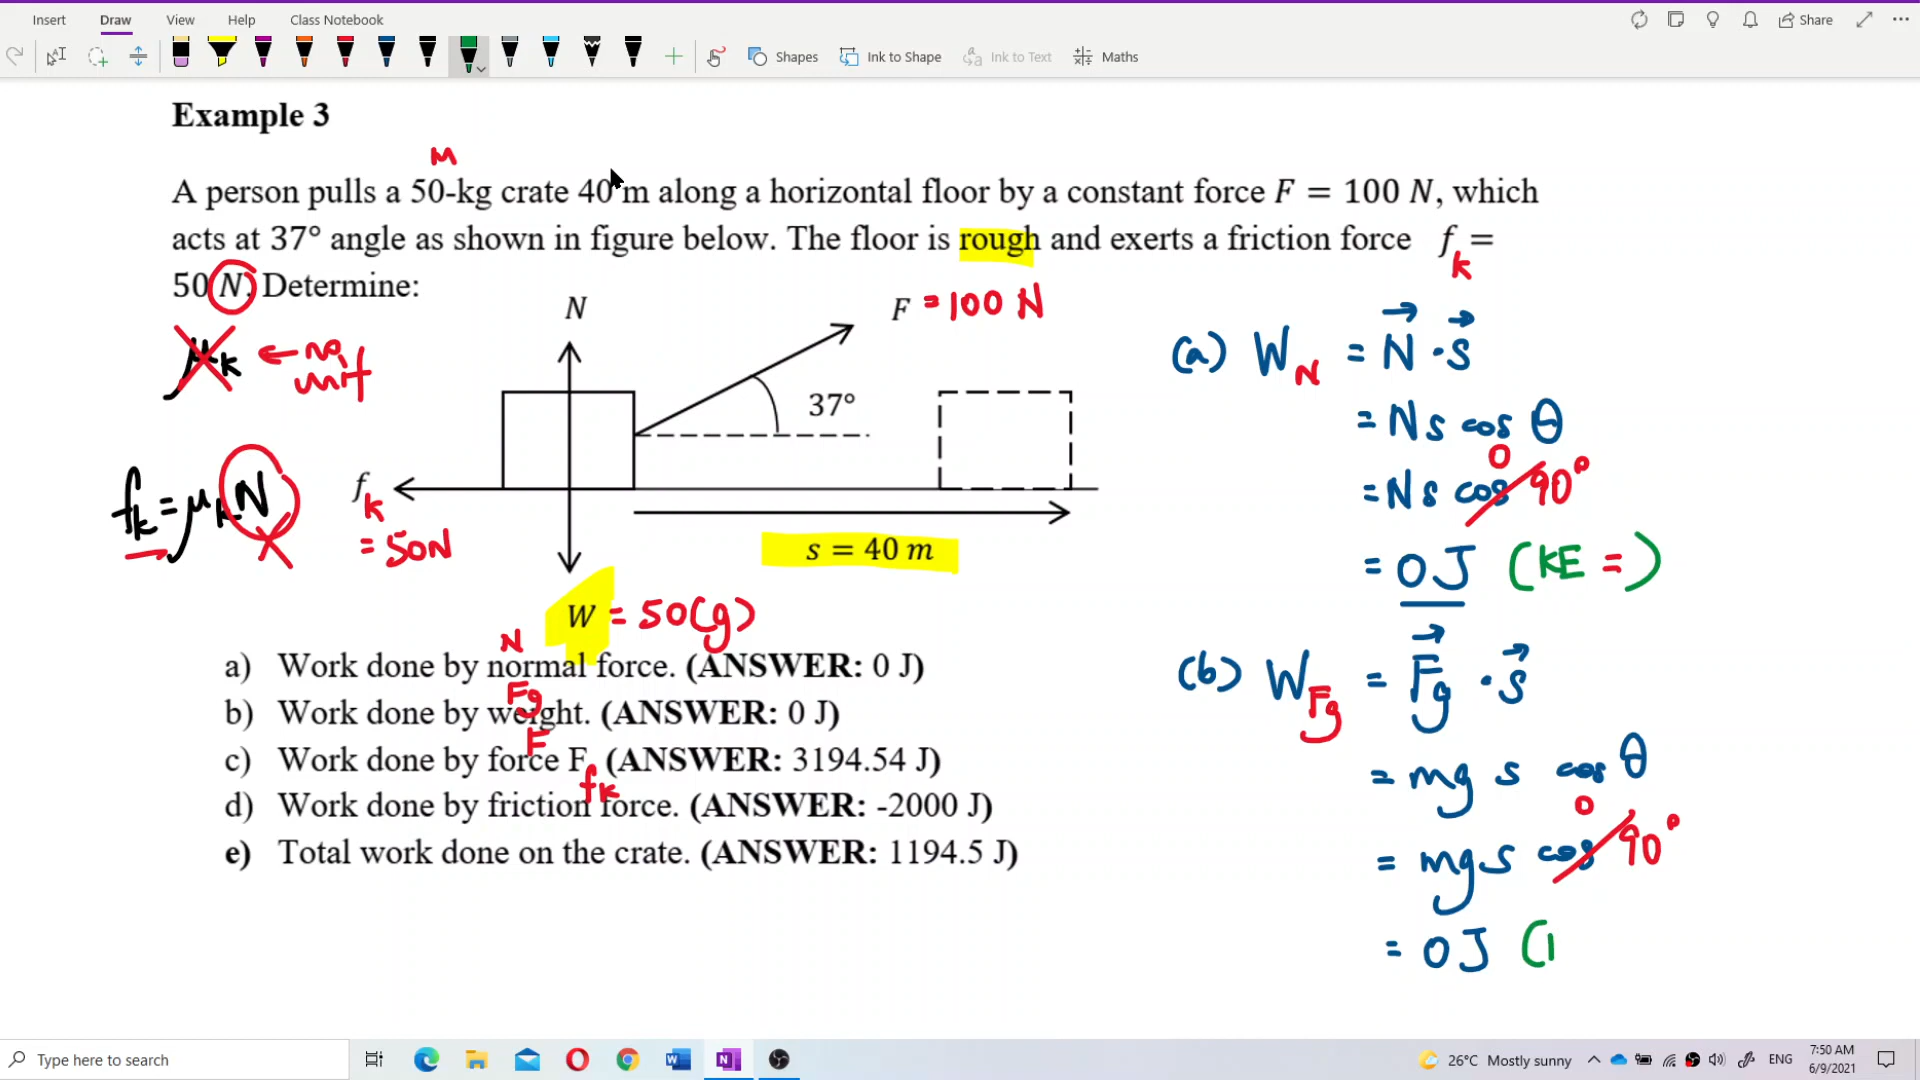 Insert Draw View Help Class Notebook Share
Shapes Ink to Shape Ink to Text Maths
Example 3
M
A person pulls a 50-kg crate 40 m along a horizontal floor by a constant force F = 100 N, which
acts at 37° angle as shown in figure below. The floor is rough and exerts a friction force f k =
50 N. Determine:
μk ← no unit
fk = μk N
N
F = 100 N
37°
f k = 50N
s = 40 m
W = 50(g)
N
a) Work done by normal force. (ANSWER: 0 J)
Fg
b) Work done by weight. (ANSWER: 0 J)
F
c) Work done by force F. (ANSWER: 3194.54 J)
fk
d) Work done by friction force. (ANSWER: -2000 J)
e) Total work done on the crate. (ANSWER: 1194.5 J)
(a) W N = N · s
= N s cos θ
0
= N s cos 90°
= 0 J (KE = )
(b) W Fg = Fg · s
= mg s cos θ
0
= mg s cos 90°
= 0 J (
Type here to search
26°C Mostly sunny ENG 7:50 AM
6/9/2021